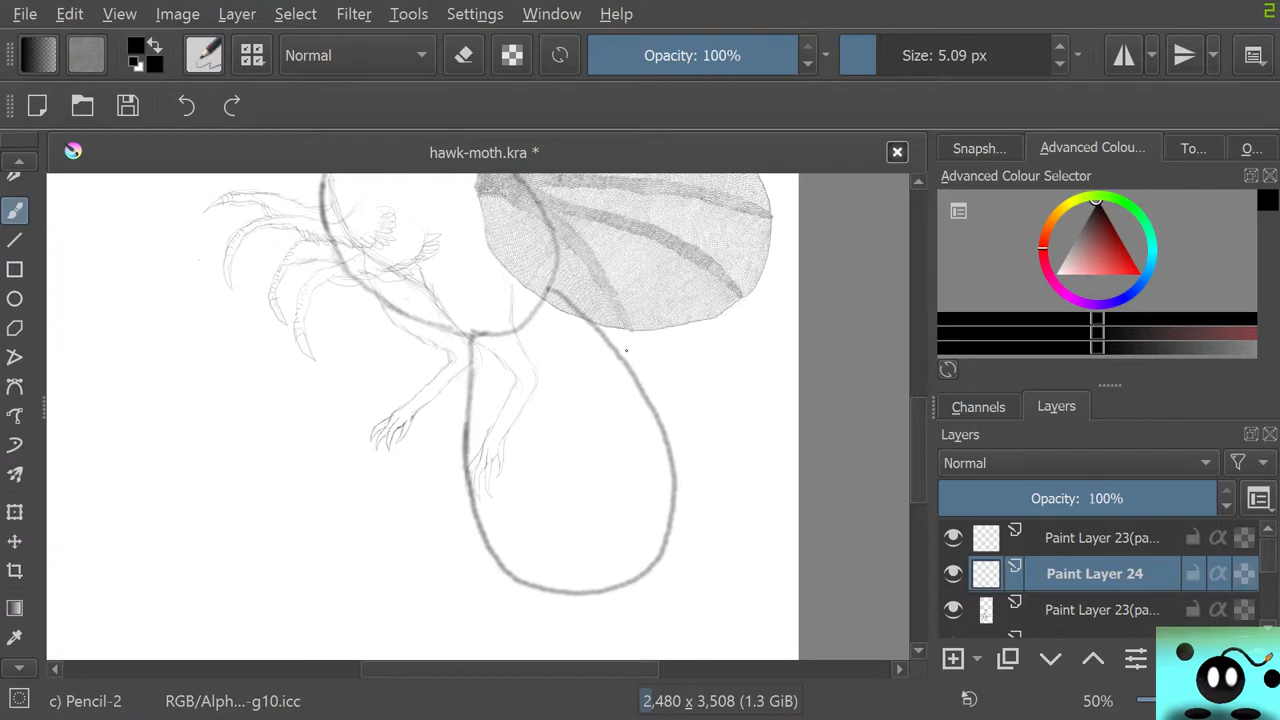 File Edit View Image Layer Select Filter Tools Settings Window Help
2
Normal
Opacity: 100%
Size: 5.09 px
hawk-moth.kra *
Snapsh...
Advanced Colou...
To...
O...
Advanced Colour Selector
Channels
Layers
Layers
Normal
Opacity: 100%
Paint Layer 23(pa...
Paint Layer 24
Paint Layer 23(pa...
c) Pencil-2
RGB/Alph...-g10.icc
2,480 x 3,508 (1.3 GiB)
50%